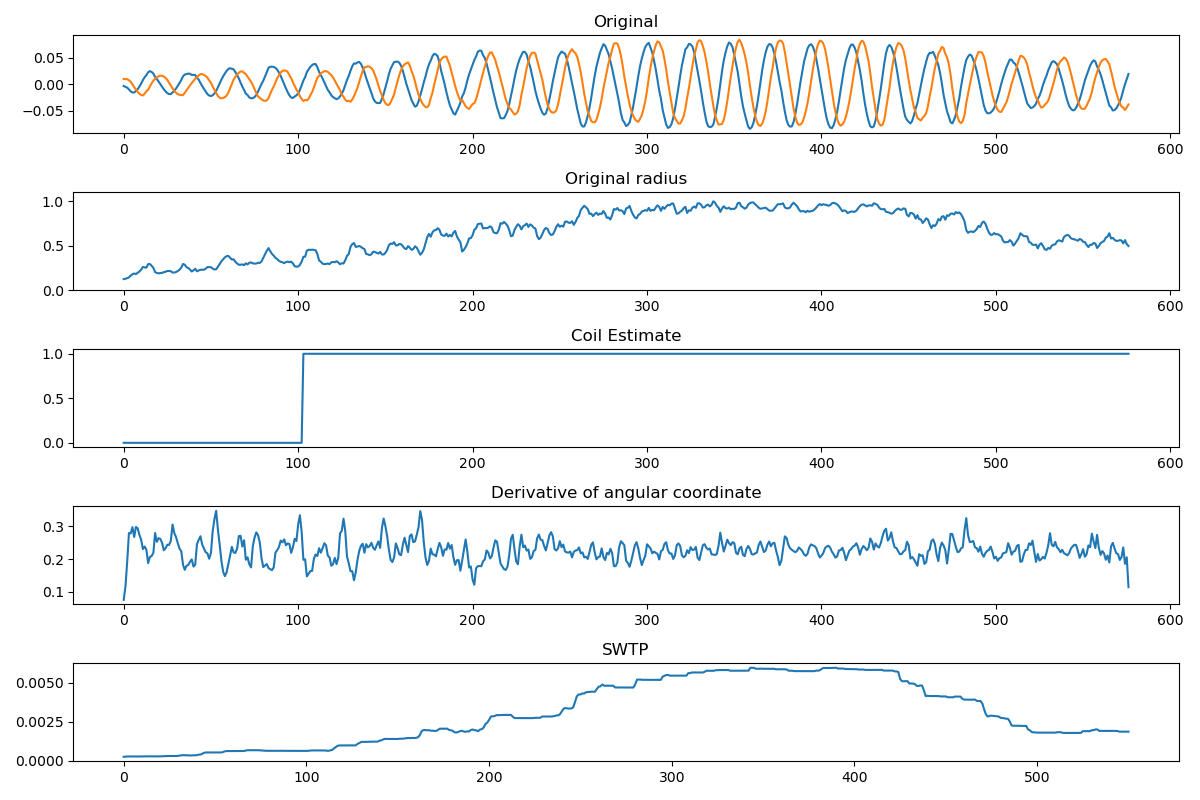 Original
0.05
0.00
−0.05
0 100 200 300 400 500 600
Original radius
1.0
0.5
0.0
0 100 200 300 400 500 600
Coil Estimate
1.0
0.5
0.0
0 100 200 300 400 500 600
Derivative of angular coordinate
0.3
0.2
0.1
0 100 200 300 400 500 600
SWTP
0.0050
0.0025
0.0000
0 100 200 300 400 500